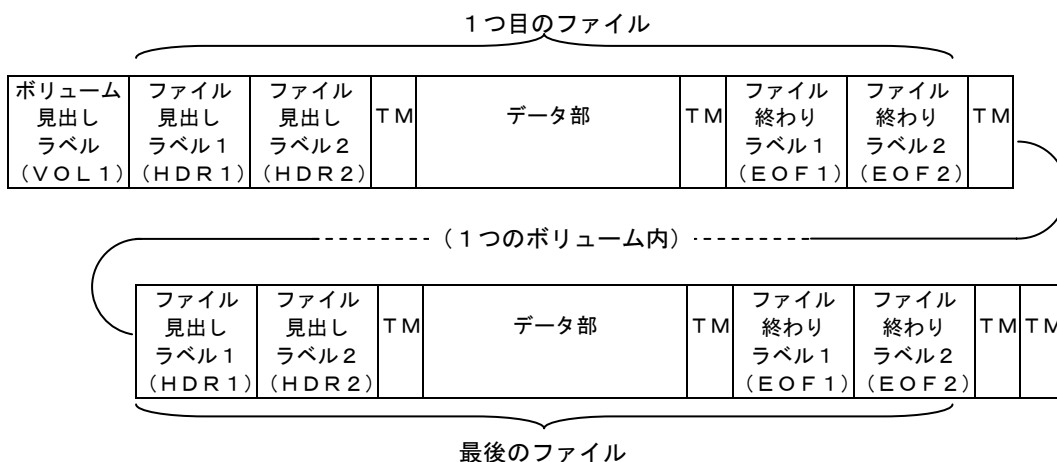 １つ目のファイル
ボリューム
見出し
ラベル
（ＶＯＬ１）
ファイル
見出し
ラベル１
（ＨＤＲ１）
ファイル
見出し
ラベル２
（ＨＤＲ２）
ＴＭ
データ部
ＴＭ
ファイル
終わり
ラベル１
（ＥＯＦ１）
ファイル
終わり
ラベル２
（ＥＯＦ２）
ＴＭ
（１つのボリューム内）
ファイル
見出し
ラベル１
（ＨＤＲ１）
ファイル
見出し
ラベル２
（ＨＤＲ２）
ＴＭ
データ部
ＴＭ
ファイル
終わり
ラベル１
（ＥＯＦ１）
ファイル
終わり
ラベル２
（ＥＯＦ２）
ＴＭ
ＴＭ
最後のファイル